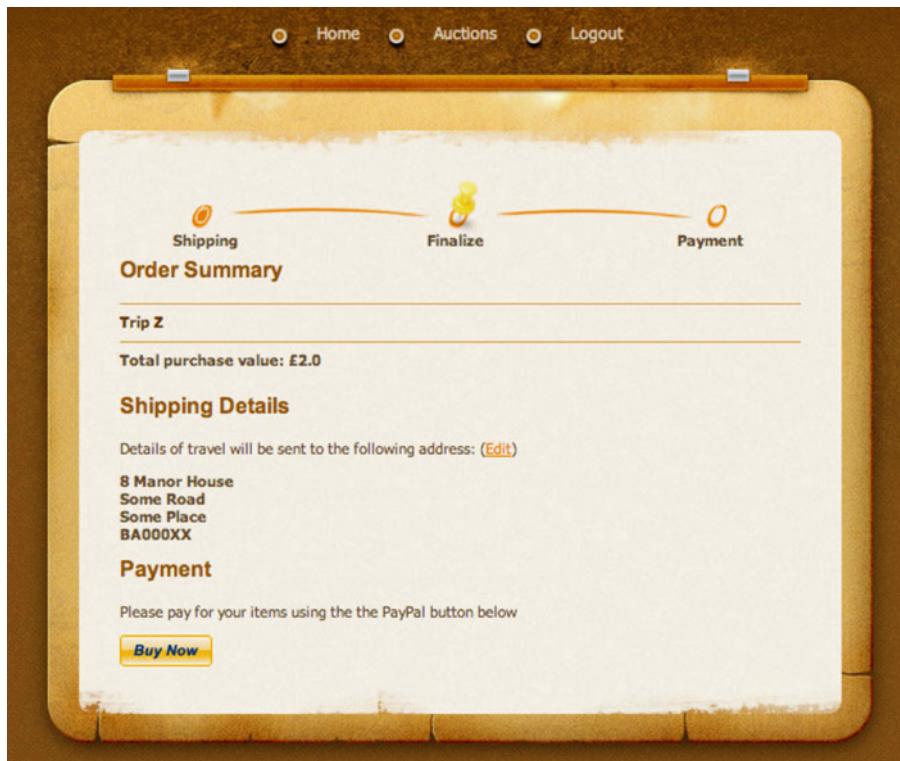 Home Auctions Logout
Shipping Finalize Payment
Order Summary
Trip Z
Total purchase value: £2.0
Shipping Details
Details of travel will be sent to the following address: (Edit)
8 Manor House
Some Road
Some Place
BA000XX
Payment
Please pay for your items using the the PayPal button below
Buy Now